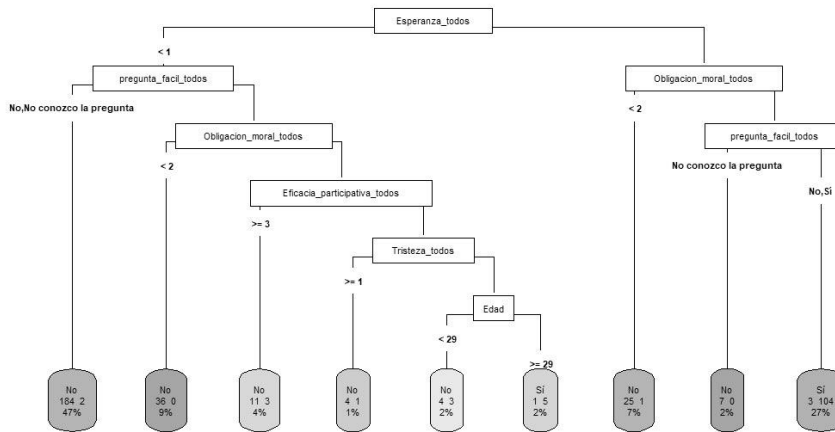 Esperanza_todos
< 1
pregunta_facil_todos
Obligacion_moral_todos
No,No conozco la pregunta
< 2
Obligacion_moral_todos
pregunta_facil_todos
< 2
No conozco la pregunta
Eficacia_participativa_todos
No,Sí
>= 3
Tristeza_todos
>= 1
Edad
< 29
>= 29
No
184 2
47%
No
36 0
9%
No
11 3
4%
No
4 1
1%
No
4 3
2%
Sí
1 5
2%
No
25 1
7%
No
7 0
2%
Sí
3 104
27%